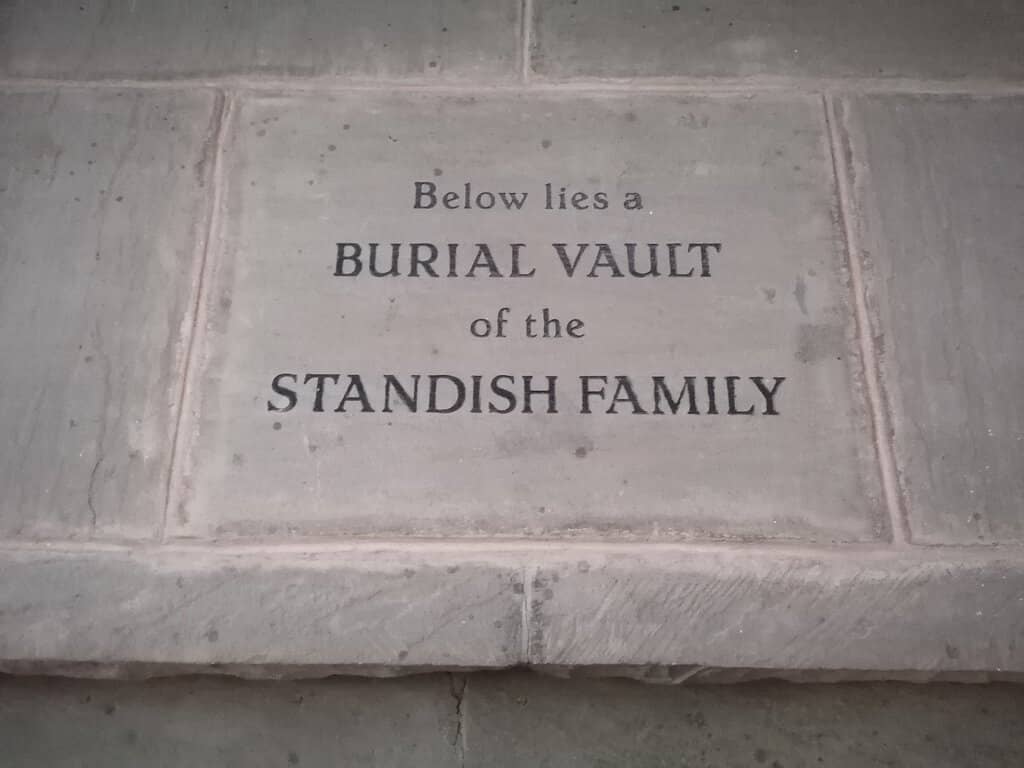 Below lies a
BURIAL VAULT
of the
STANDISH FAMILY